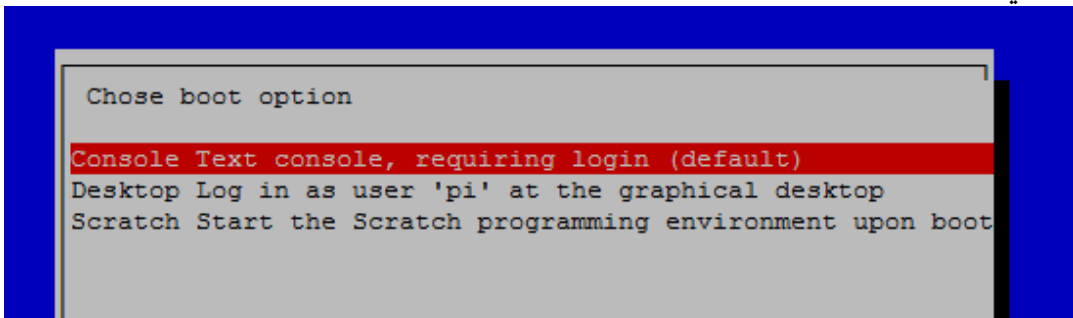 Chose boot option
Console Text console, requiring login (default)
Desktop Log in as user 'pi' at the graphical desktop
Scratch Start the Scratch programming environment upon boot